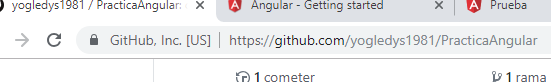 yogledys1981 / PracticaAngular: Angular - Getting started Prueba
GitHub, Inc. [US] | https://github.com/yogledys1981/PracticaAngular
1 cometer 1 rama